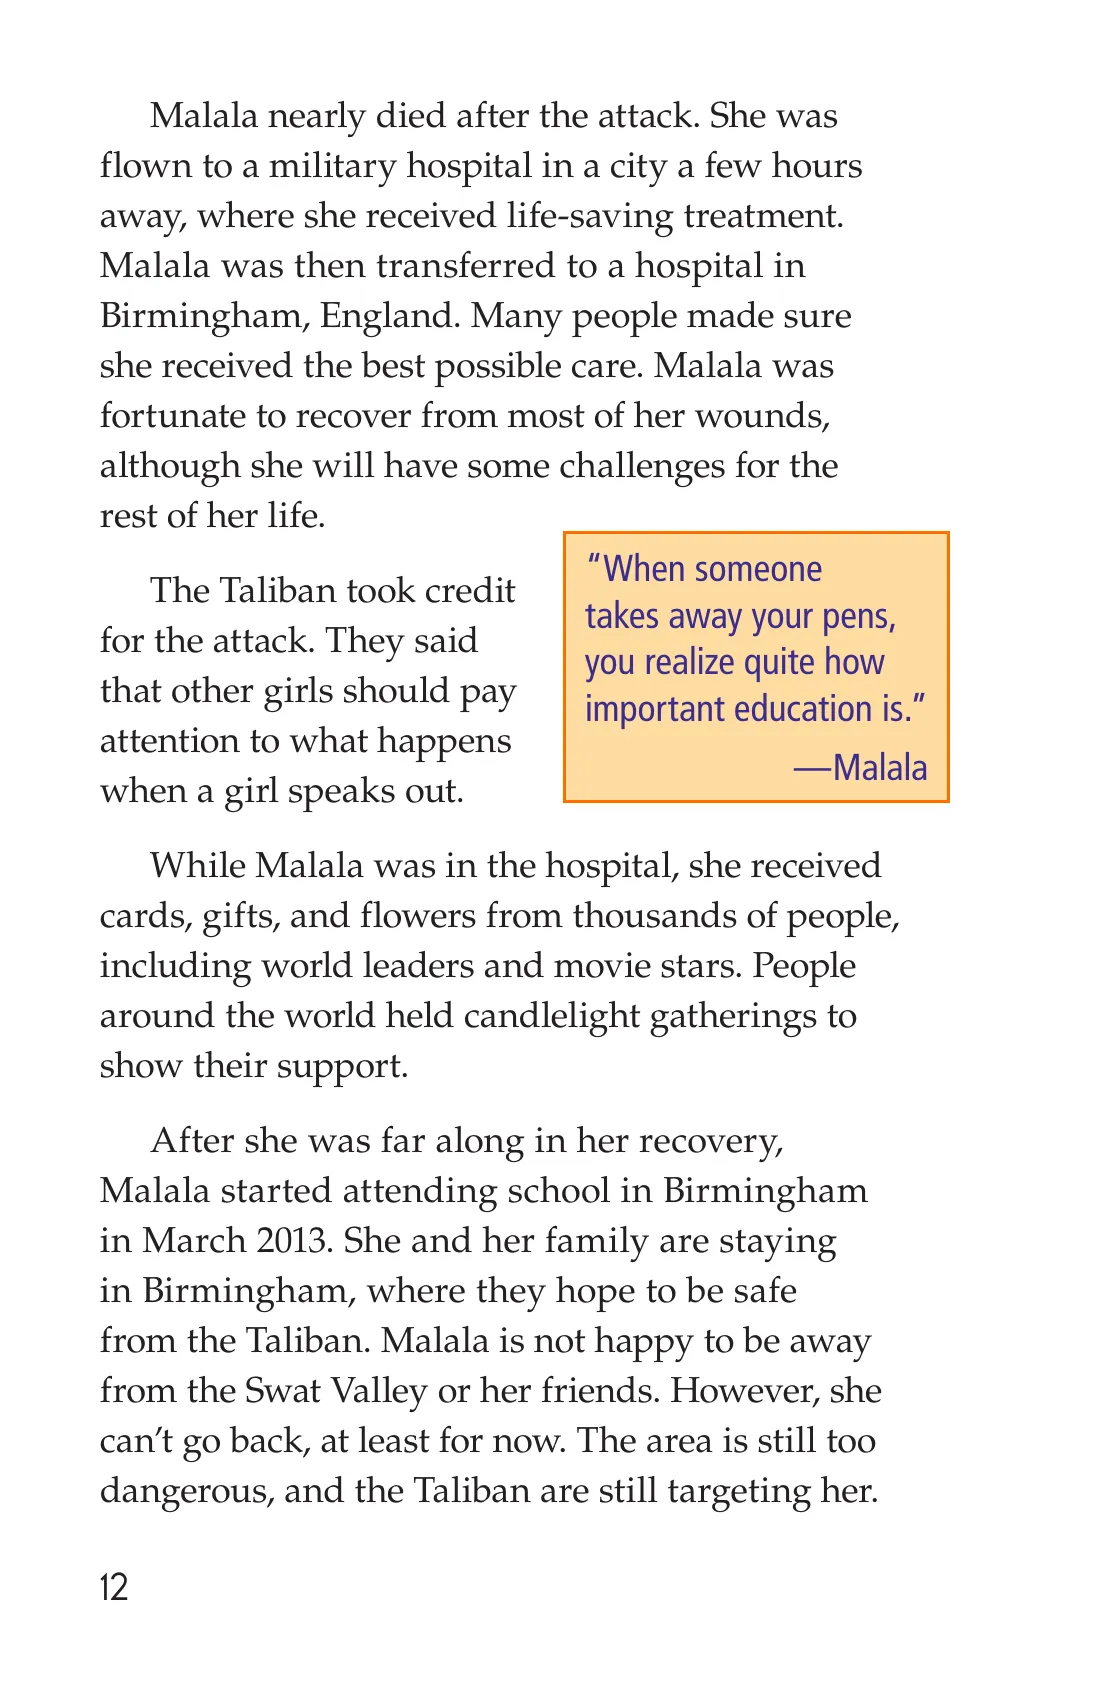 Malala nearly died after the attack. She was
flown to a military hospital in a city a few hours
away, where she received life-saving treatment.
Malala was then transferred to a hospital in
Birmingham, England. Many people made sure
she received the best possible care. Malala was
fortunate to recover from most of her wounds,
although she will have some challenges for the
rest of her life.
The Taliban took credit
for the attack. They said
that other girls should pay
attention to what happens
when a girl speaks out.
“When someone
takes away your pens,
you realize quite how
important education is.”
—Malala
While Malala was in the hospital, she received
cards, gifts, and flowers from thousands of people,
including world leaders and movie stars. People
around the world held candlelight gatherings to
show their support.
After she was far along in her recovery,
Malala started attending school in Birmingham
in March 2013. She and her family are staying
in Birmingham, where they hope to be safe
from the Taliban. Malala is not happy to be away
from the Swat Valley or her friends. However, she
can’t go back, at least for now. The area is still too
dangerous, and the Taliban are still targeting her.
12